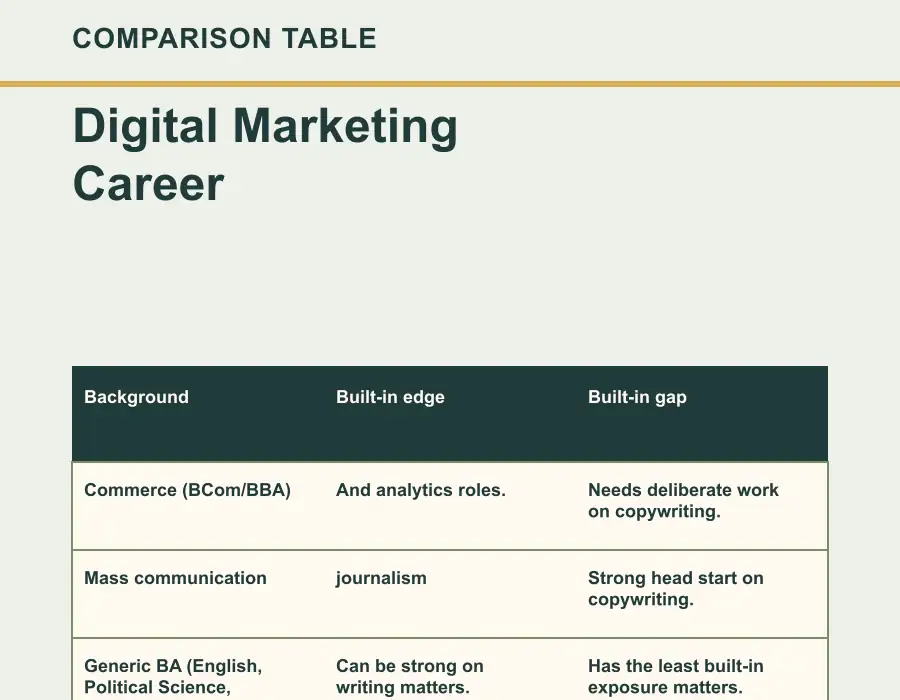 COMPARISON TABLE
Digital Marketing
Career
Background
Built-in edge
Built-in gap
Commerce (BCom/BBA)
And analytics roles.
Needs deliberate work
on copywriting.
Mass communication
journalism
Strong head start on
copywriting.
Generic BA (English,
Political Science,
Can be strong on
writing matters.
Has the least built-in
exposure matters.